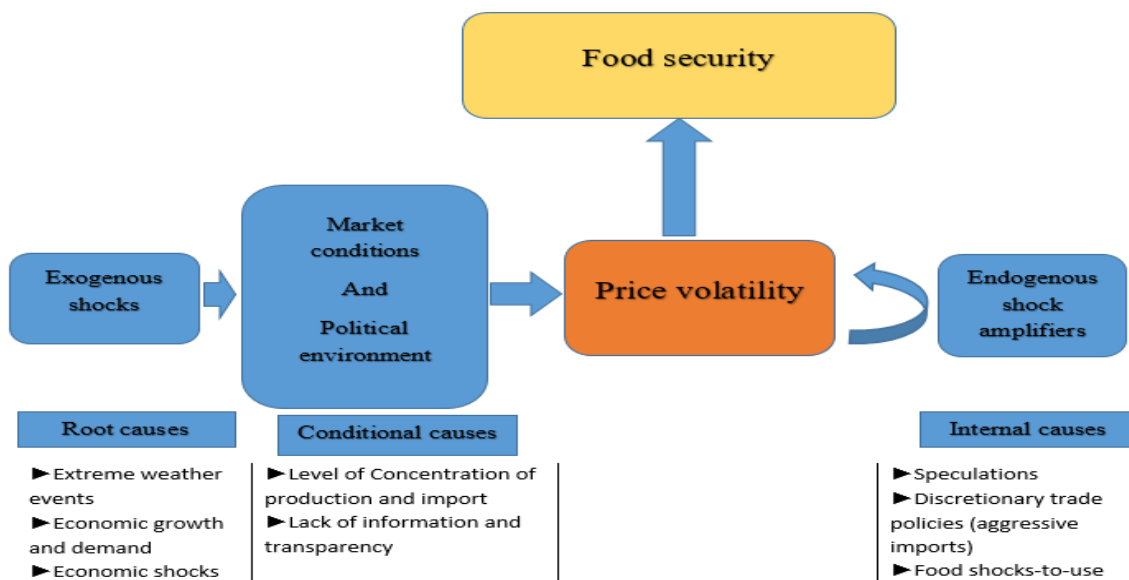 Food security
Exogenous
shocks
Market
conditions
And
Political
environment
Price volatility
Endogenous
shock
amplifiers
Root causes
►Extreme weather
events
►Economic growth
and demand
►Economic shocks
Conditional causes
►Level of Concentration of
production and import
►Lack of information and
transparency
Internal causes
►Speculations
►Discretionary trade
policies (aggressive
imports)
►Food shocks-to-use